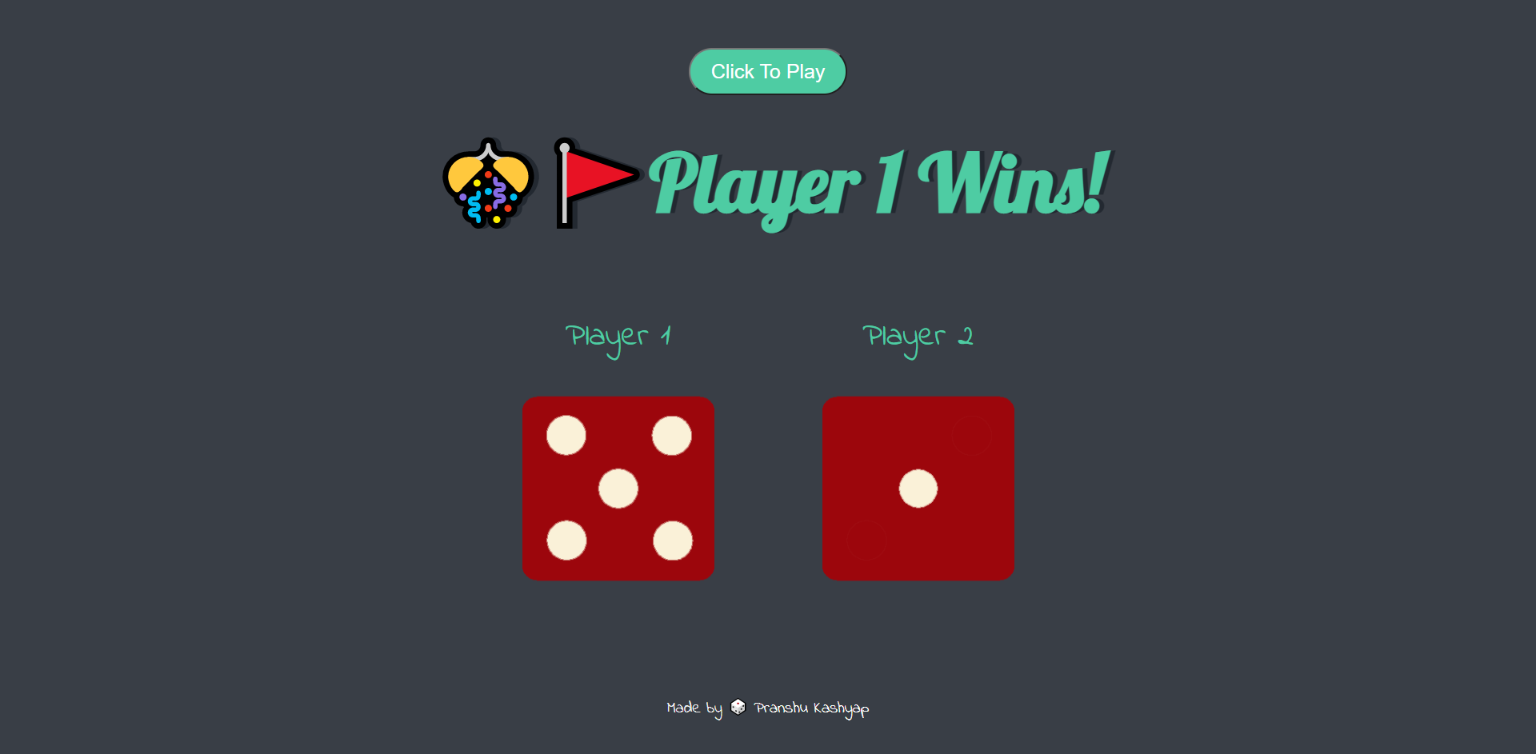 Click To Play
🎊🚩Player 1 Wins!
Player 1 Player 2
Made by 🎲 Pranshu Kashyap